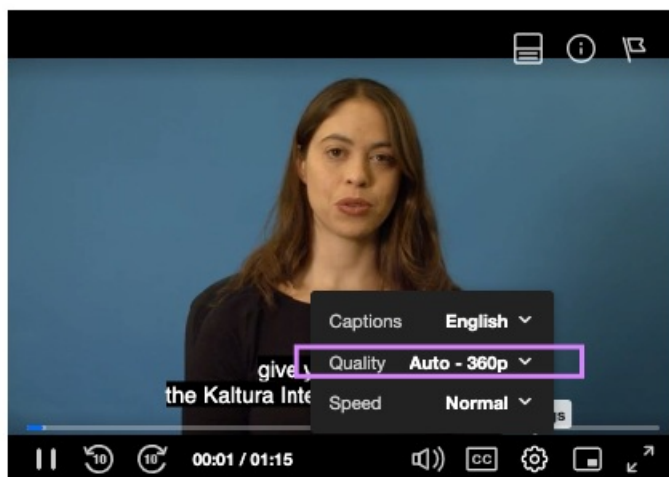 Captions English
give y Quality Auto - 360p
the Kaltura Inte
Speed Normal
10 10 00:01 / 01:15 CC